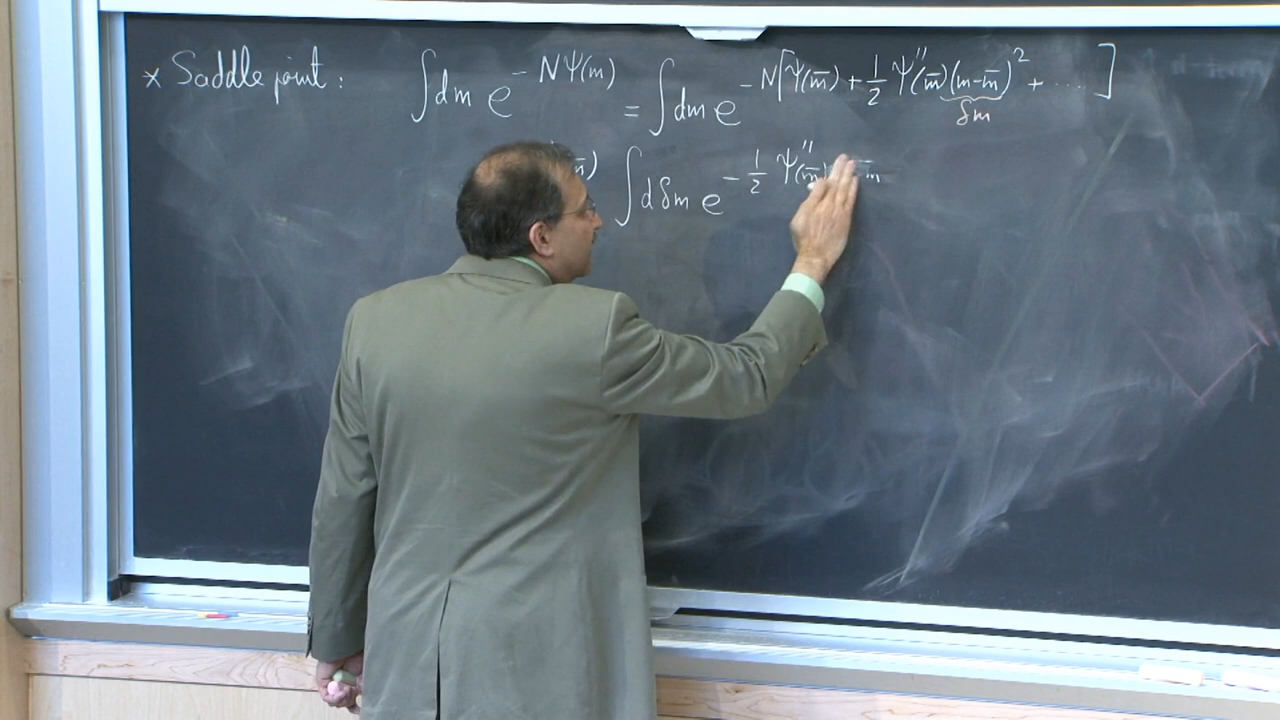 * Saddle point: ∫dm e^{-NΨ(m)} = ∫dm e^{-N[Ψ(m̄) + ½ Ψ''(m̄)(m-m̄)² + ....]}
δm
m̄) ∫dδm e^{-½ Ψ''(m̄)